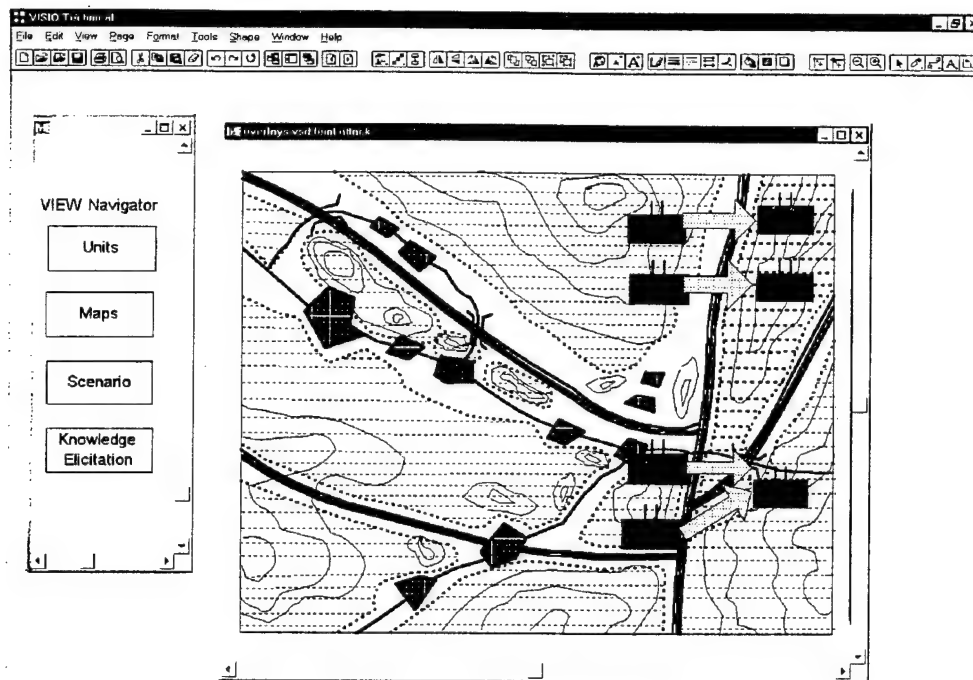 VISIO Technical
File Edit View Page Format Tools Shape Window Help
VIEW Navigator
Units
Maps
Scenario
Knowledge
Elicitation